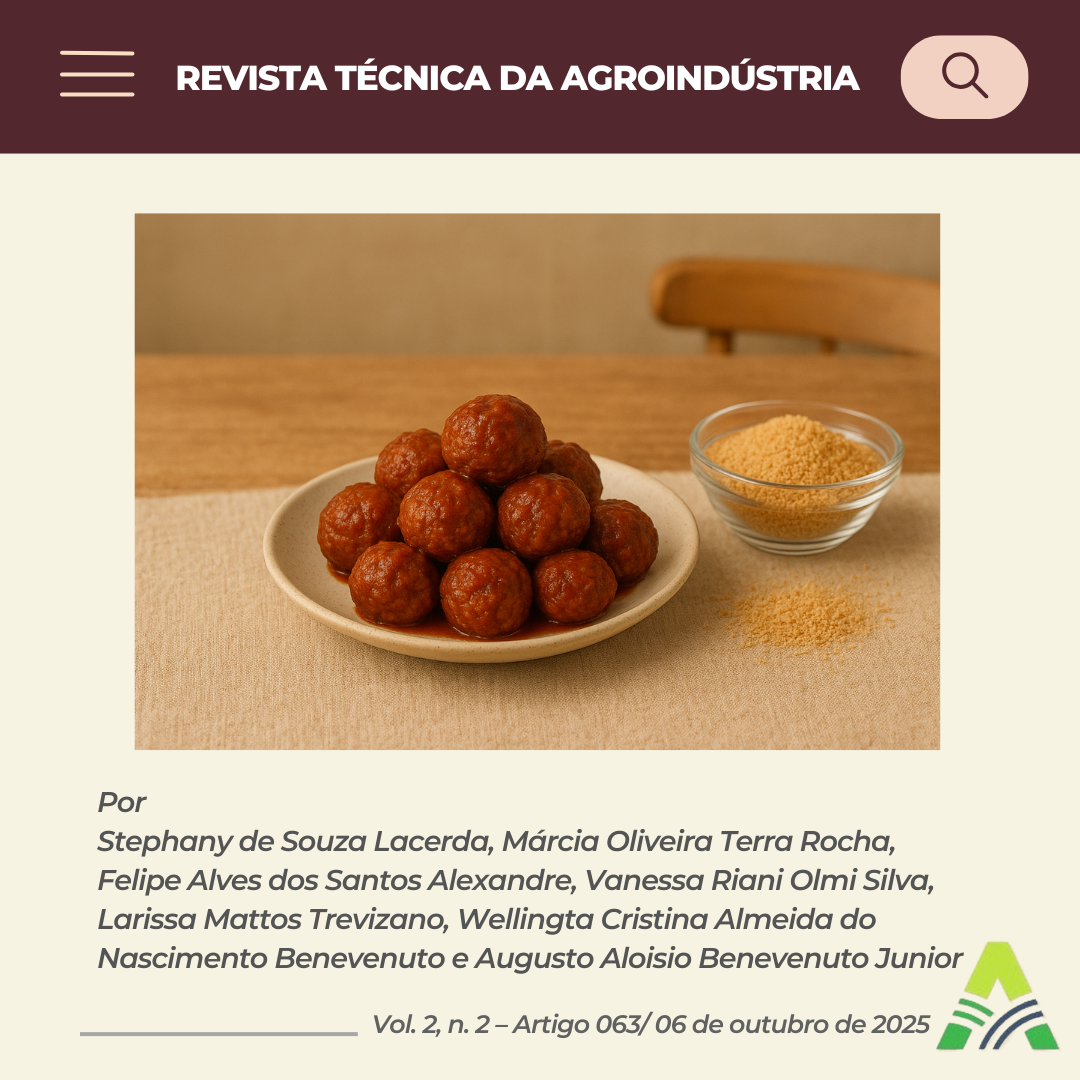 REVISTA TÉCNICA DA AGROINDÚSTRIA
Por
Stephany de Souza Lacerda, Márcia Oliveira Terra Rocha,
Felipe Alves dos Santos Alexandre, Vanessa Riani Olmi Silva,
Larissa Mattos Trevizano, Wellingta Cristina Almeida do
Nascimento Benevenuto e Augusto Aloisio Benevenuto Junior
Vol. 2, n. 2 – Artigo 063/ 06 de outubro de 2025